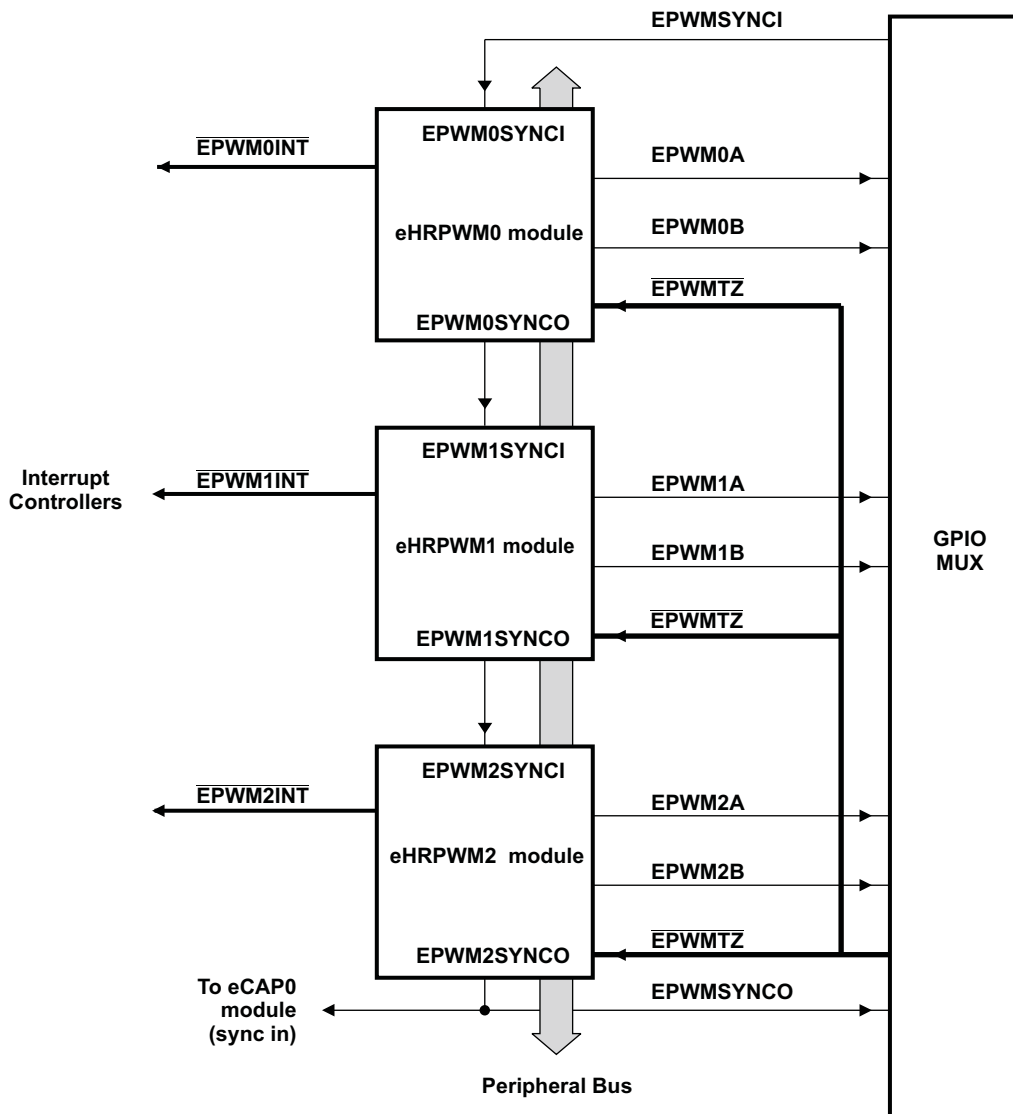 EPWMSYNCI
EPWM0SYNCI
EPWM0INT
EPWM0A
eHRPWM0 module
EPWM0B
EPWMTZ
EPWM0SYNCO
EPWM1SYNCI
Interrupt
Controllers
EPWM1INT
EPWM1A
eHRPWM1 module
EPWM1B
GPIO
MUX
EPWMTZ
EPWM1SYNCO
EPWM2SYNCI
EPWM2INT
EPWM2A
eHRPWM2 module
EPWM2B
EPWMTZ
EPWM2SYNCO
To eCAP0
module
(sync in)
EPWMSYNCO
Peripheral Bus